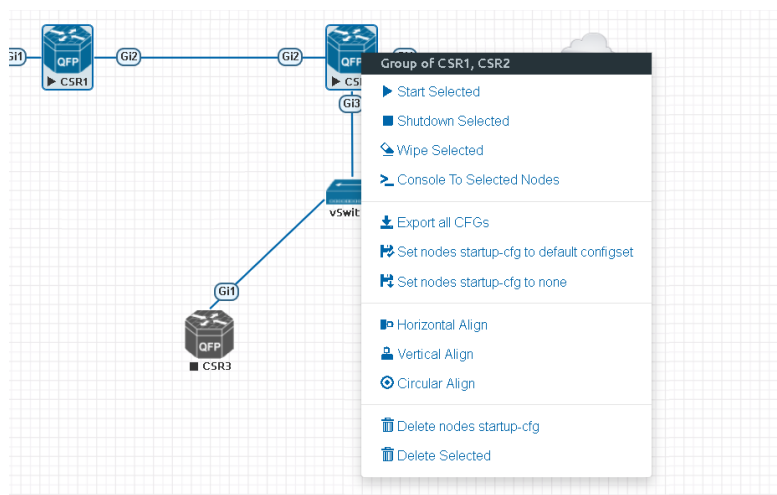 Gi1
QFP
Gi2
Gi2
QFP
CSR1
Group of CSR1, CSR2
Start Selected
Gi3
Shutdown Selected
Wipe Selected
Console To Selected Nodes
Export all CFGs
Set nodes startup-cfg to default configset
Set nodes startup-cfg to none
Gi1
Horizontal Align
QFP
Vertical Align
CSR3
Circular Align
Delete nodes startup-cfg
Delete Selected